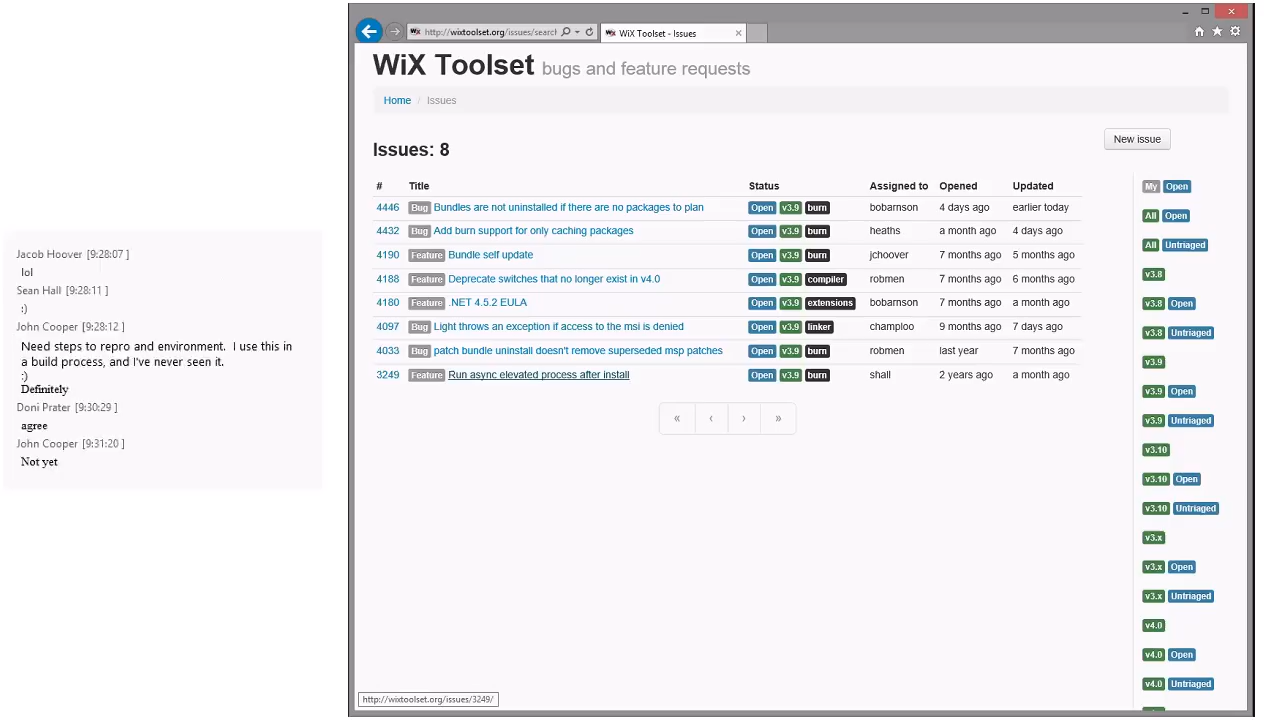 Jacob Hoover [9:28:07 ]
lol
Sean Hall [9:28:11 ]
:)
John Cooper [9:28:12 ]
Need steps to repro and environment.  I use this in
a build process, and I've never seen it.
:)
Definitely
Doni Prater [9:30:29 ]
agree
John Cooper [9:31:20 ]
Not yet
http://wixtoolset.org/issues/search
WiX Toolset - Issues
WiX Toolset bugs and feature requests
Home / Issues
New issue
Issues: 8
# Title Status Assigned to Opened Updated
4446 Bug Bundles are not uninstalled if there are no packages to plan Open v3.9 burn bobarnson 4 days ago earlier today
4432 Bug Add burn support for only caching packages Open v3.9 burn heaths a month ago 4 days ago
4190 Feature Bundle self update Open v3.9 burn jchoover 7 months ago 5 months ago
4188 Feature Deprecate switches that no longer exist in v4.0 Open v3.9 compiler robmen 7 months ago 6 months ago
4180 Feature .NET 4.5.2 EULA Open v3.9 extensions bobarnson 7 months ago a month ago
4097 Bug Light throws an exception if access to the msi is denied Open v3.9 linker champloo 9 months ago 7 days ago
4033 Bug patch bundle uninstall doesn't remove superseded msp patches Open v3.9 burn robmen last year 7 months ago
3249 Feature Run async elevated process after install Open v3.9 burn shall 2 years ago a month ago
« ‹ › »
My Open
All Open
All Untriaged
v3.8
v3.8 Open
v3.8 Untriaged
v3.9
v3.9 Open
v3.9 Untriaged
v3.10
v3.10 Open
v3.10 Untriaged
v3.x
v3.x Open
v3.x Untriaged
v4.0
v4.0 Open
v4.0 Untriaged
http://wixtoolset.org/issues/3249/